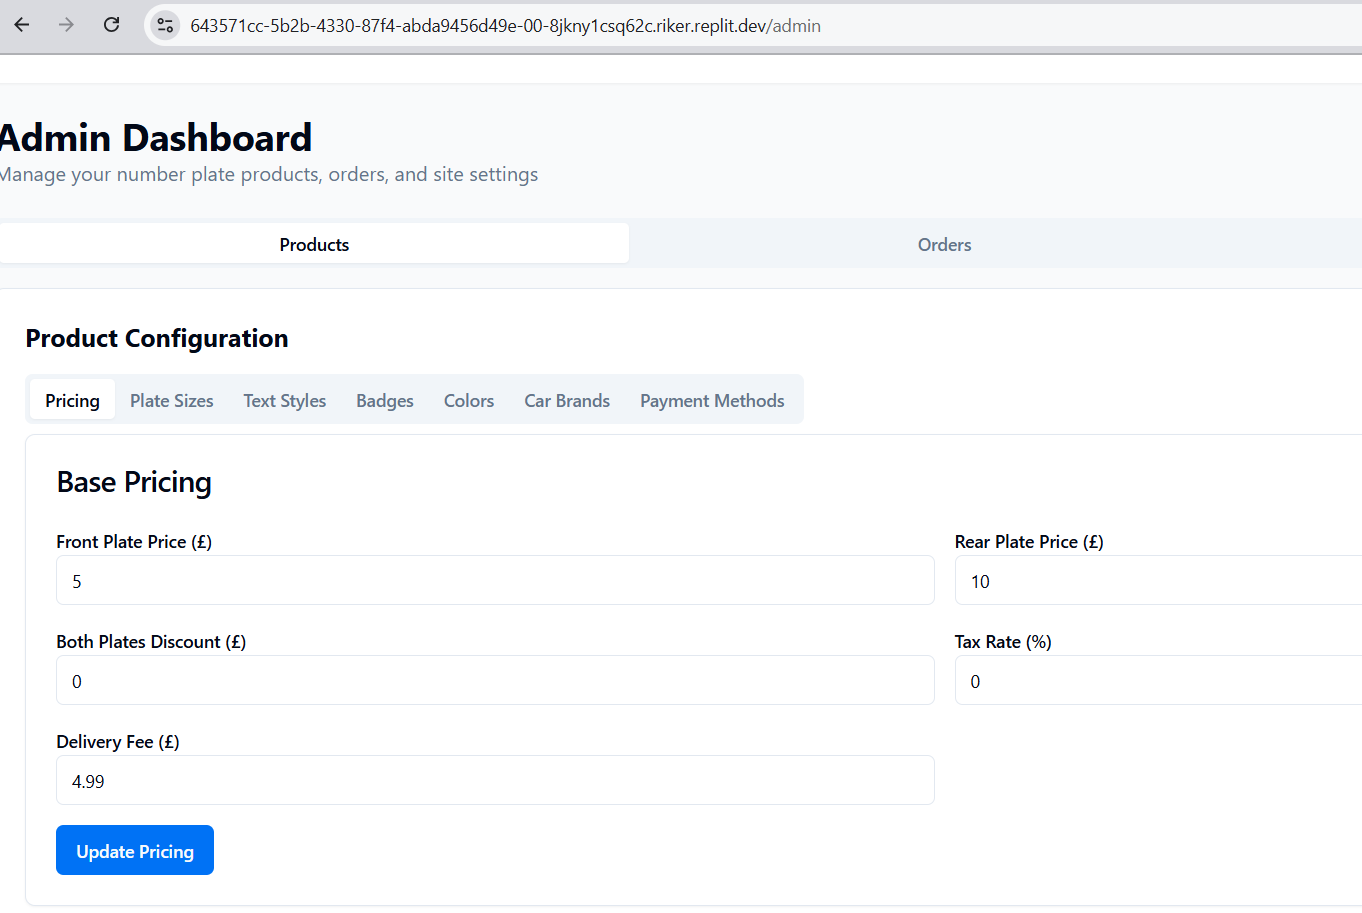 643571cc-5b2b-4330-87f4-abda9456d49e-00-8jkny1csq62c.riker.replit.dev/admin
Admin Dashboard
Manage your number plate products, orders, and site settings
Products Orders
Product Configuration
Pricing Plate Sizes Text Styles Badges Colors Car Brands Payment Methods
Base Pricing
Front Plate Price (£) Rear Plate Price (£)
5 10
Both Plates Discount (£) Tax Rate (%)
0 0
Delivery Fee (£)
4.99
Update Pricing